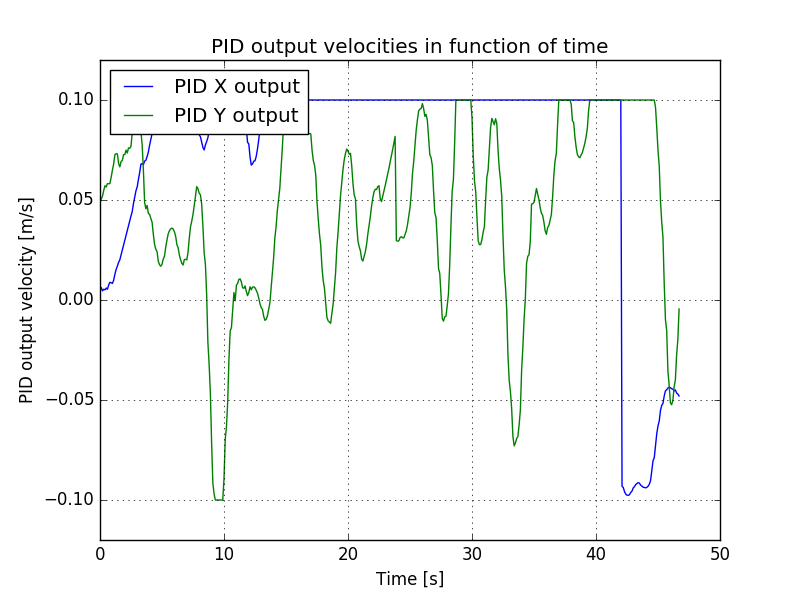 PID output velocities in function of time
PID X output
PID Y output
PID output velocity [m/s]
0.10
0.05
0.00
−0.05
−0.10
0 10 20 30 40 50
Time [s]